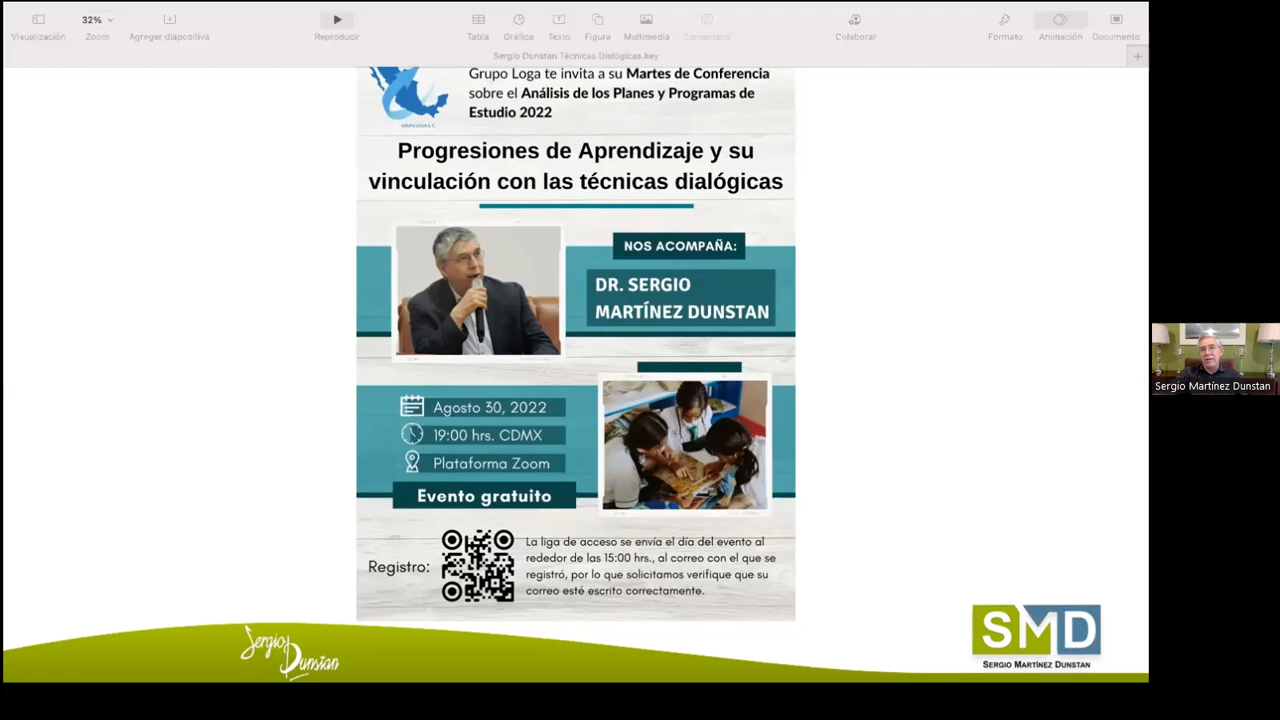 32%
Visualización
Zoom
Agregar diapositiva
Reproducir
Tabla
Gráfica
Texto
Figura
Multimedia
Comentario
Colaborar
Formato
Animación
Documento
Sergio Dunstan Técnicas Dialógicas.key
Grupo Loga te invita a su Martes de Conferencia
sobre el Análisis de los Planes y Programas de
Estudio 2022
GRUPO LOGA S. C.
Progresiones de Aprendizaje y su
vinculación con las técnicas dialógicas
NOS ACOMPAÑA:
DR. SERGIO
MARTÍNEZ DUNSTAN
Agosto 30, 2022
19:00 hrs. CDMX
Plataforma Zoom
Evento gratuito
Registro:
La liga de acceso se envía el día del evento al
rededor de las 15:00 hrs., al correo con el que se
registró, por lo que solicitamos verifique que su
correo esté escrito correctamente.
Sergio
Dunstan
SMD
SERGIO MARTÍNEZ DUNSTAN
Sergio Martínez Dunstan